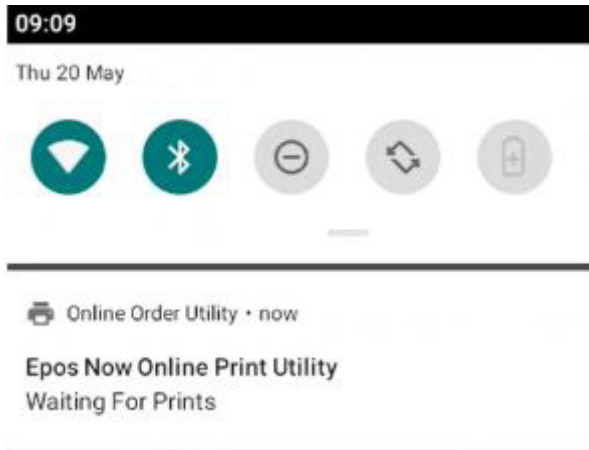 09:09
Thu 20 May
Online Order Utility • now
Epos Now Online Print Utility
Waiting For Prints